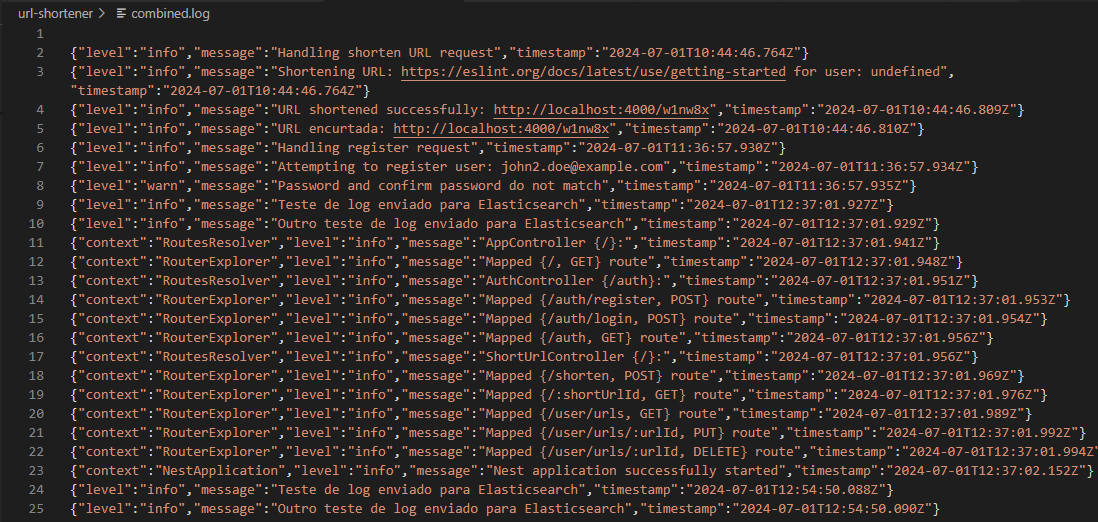 url-shortener > combined.log
1
2 {"level":"info","message":"Handling shorten URL request","timestamp":"2024-07-01T10:44:46.764Z"}
3 {"level":"info","message":"Shortening URL: https://eslint.org/docs/latest/use/getting-started for user: undefined",
"timestamp":"2024-07-01T10:44:46.764Z"}
4 {"level":"info","message":"URL shortened successfully: http://localhost:4000/w1nw8x","timestamp":"2024-07-01T10:44:46.809Z"}
5 {"level":"info","message":"URL encurtada: http://localhost:4000/w1nw8x","timestamp":"2024-07-01T10:44:46.810Z"}
6 {"level":"info","message":"Handling register request","timestamp":"2024-07-01T11:36:57.930Z"}
7 {"level":"info","message":"Attempting to register user: john2.doe@example.com","timestamp":"2024-07-01T11:36:57.934Z"}
8 {"level":"warn","message":"Password and confirm password do not match","timestamp":"2024-07-01T11:36:57.935Z"}
9 {"level":"info","message":"Teste de log enviado para Elasticsearch","timestamp":"2024-07-01T12:37:01.927Z"}
10 {"level":"info","message":"Outro teste de log enviado para Elasticsearch","timestamp":"2024-07-01T12:37:01.929Z"}
11 {"context":"RoutesResolver","level":"info","message":"AppController {/}:","timestamp":"2024-07-01T12:37:01.941Z"}
12 {"context":"RouterExplorer","level":"info","message":"Mapped {/, GET} route","timestamp":"2024-07-01T12:37:01.948Z"}
13 {"context":"RoutesResolver","level":"info","message":"AuthController {/auth}:","timestamp":"2024-07-01T12:37:01.951Z"}
14 {"context":"RouterExplorer","level":"info","message":"Mapped {/auth/register, POST} route","timestamp":"2024-07-01T12:37:01.953Z"}
15 {"context":"RouterExplorer","level":"info","message":"Mapped {/auth/login, POST} route","timestamp":"2024-07-01T12:37:01.954Z"}
16 {"context":"RouterExplorer","level":"info","message":"Mapped {/auth, GET} route","timestamp":"2024-07-01T12:37:01.956Z"}
17 {"context":"RoutesResolver","level":"info","message":"ShortUrlController {/}:","timestamp":"2024-07-01T12:37:01.956Z"}
18 {"context":"RouterExplorer","level":"info","message":"Mapped {/shorten, POST} route","timestamp":"2024-07-01T12:37:01.969Z"}
19 {"context":"RouterExplorer","level":"info","message":"Mapped {/:shortUrlId, GET} route","timestamp":"2024-07-01T12:37:01.976Z"}
20 {"context":"RouterExplorer","level":"info","message":"Mapped {/user/urls, GET} route","timestamp":"2024-07-01T12:37:01.989Z"}
21 {"context":"RouterExplorer","level":"info","message":"Mapped {/user/urls/:urlId, PUT} route","timestamp":"2024-07-01T12:37:01.992Z"}
22 {"context":"RouterExplorer","level":"info","message":"Mapped {/user/urls/:urlId, DELETE} route","timestamp":"2024-07-01T12:37:01.994Z"
23 {"context":"NestApplication","level":"info","message":"Nest application successfully started","timestamp":"2024-07-01T12:37:02.152Z"}
24 {"level":"info","message":"Teste de log enviado para Elasticsearch","timestamp":"2024-07-01T12:54:50.088Z"}
25 {"level":"info","message":"Outro teste de log enviado para Elasticsearch","timestamp":"2024-07-01T12:54:50.090Z"}